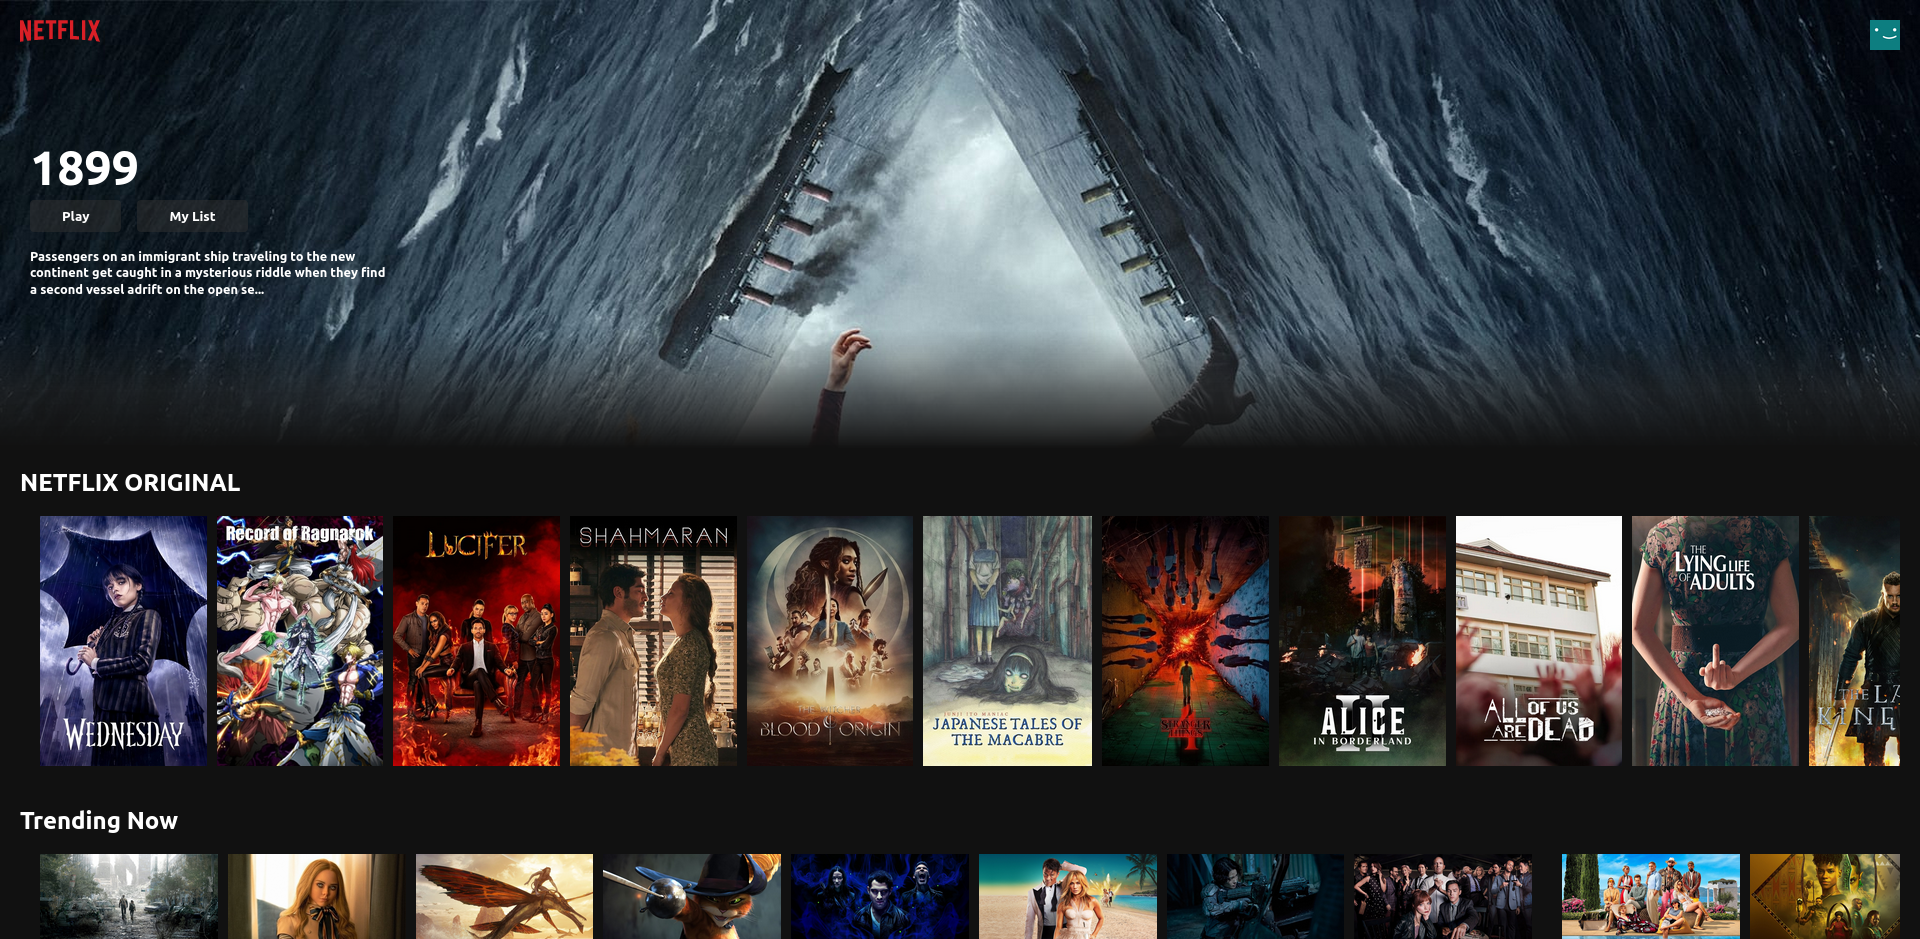 NETFLIX
1899
Play
My List
Passengers on an immigrant ship traveling to the new
continent get caught in a mysterious riddle when they find
a second vessel adrift on the open se...
NETFLIX ORIGINAL
WEDNESDAY
Record of Ragnarok
LUCIFER
SHAHMARAN
THE WITCHER
BLOOD ORIGIN
JUNJI ITO MANIAC
JAPANESE TALES OF
THE MACABRE
STRANGER
THINGS
4
ALICE
IN BORDERLAND
II
ALL OF US
ARE DEAD
THE
LYING LIFE
OF ADULTS
THE LA
KING
Trending Now